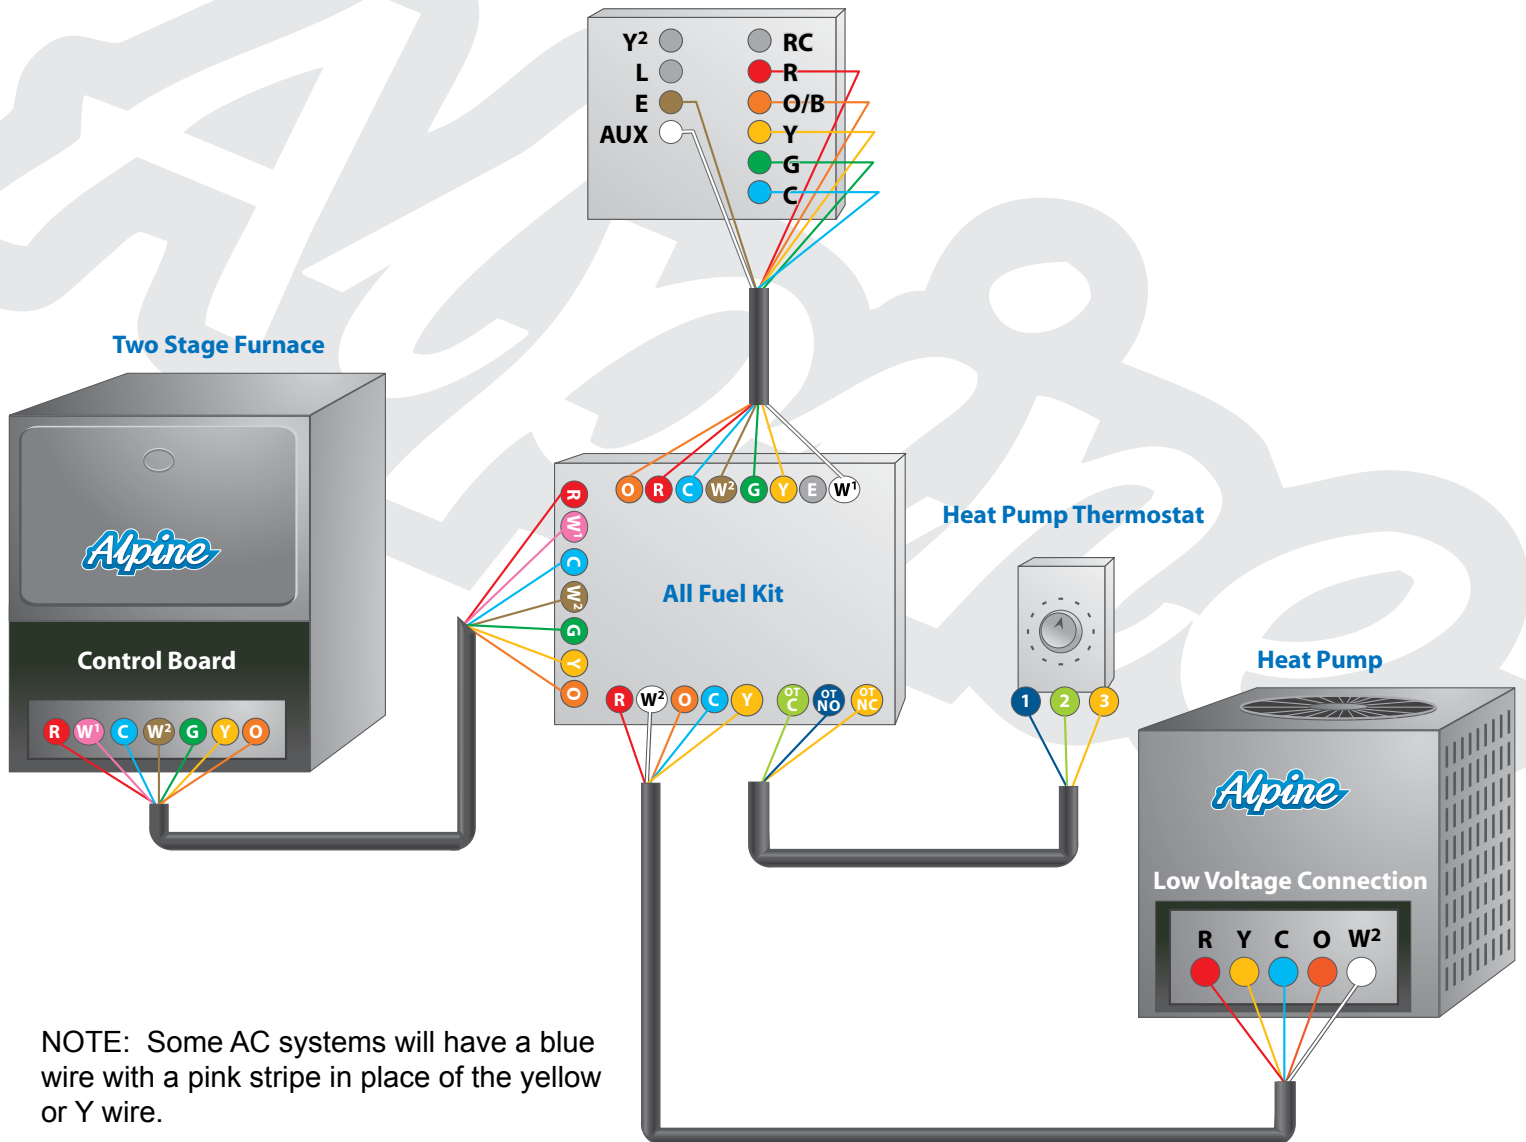 Y² RC
L R
E O/B
AUX Y
G
C
Two Stage Furnace
Alpine
Control Board
R W¹ C W² G Y O
O R C W² G Y E W¹
R
W¹
C
W²
G
Y
O
All Fuel Kit
R W² O C Y OT C OT NO OT NC
Heat Pump Thermostat
1 2 3
Heat Pump
Alpine
Low Voltage Connection
R Y C O W²
NOTE: Some AC systems will have a blue
wire with a pink stripe in place of the yellow
or Y wire.
Alpine